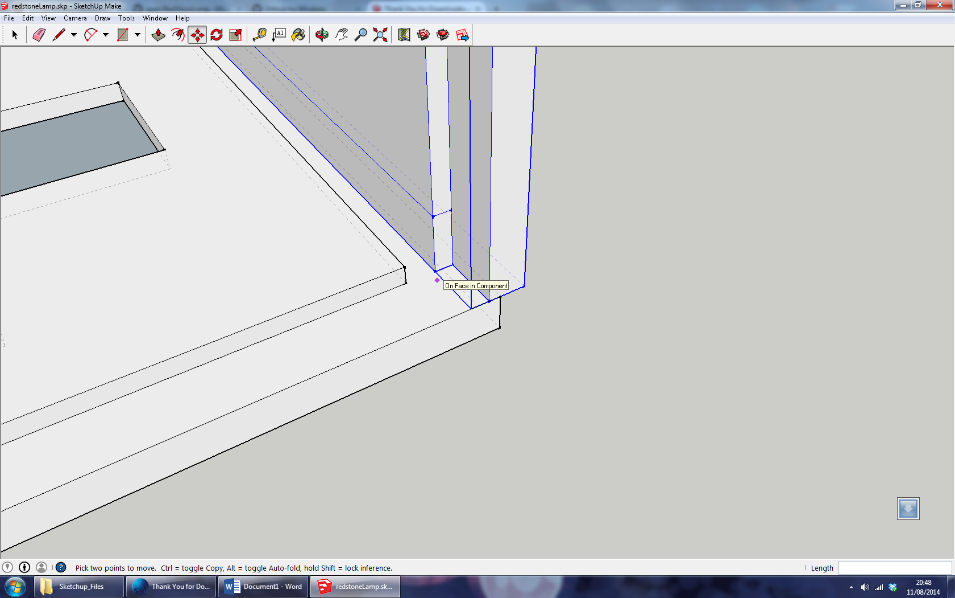 redstoneLamp.skp - SketchUp Make
File Edit View Camera Draw Tools Window Help
A1
On Face in Component
Pick two points to move. Ctrl = toggle Copy, Alt = toggle Auto-fold, hold Shift = lock inference.
Length
Sketchup_Files
Thank You for Do...
Document1 - Word
redstoneLamp.sk...
20:48
11/08/2014